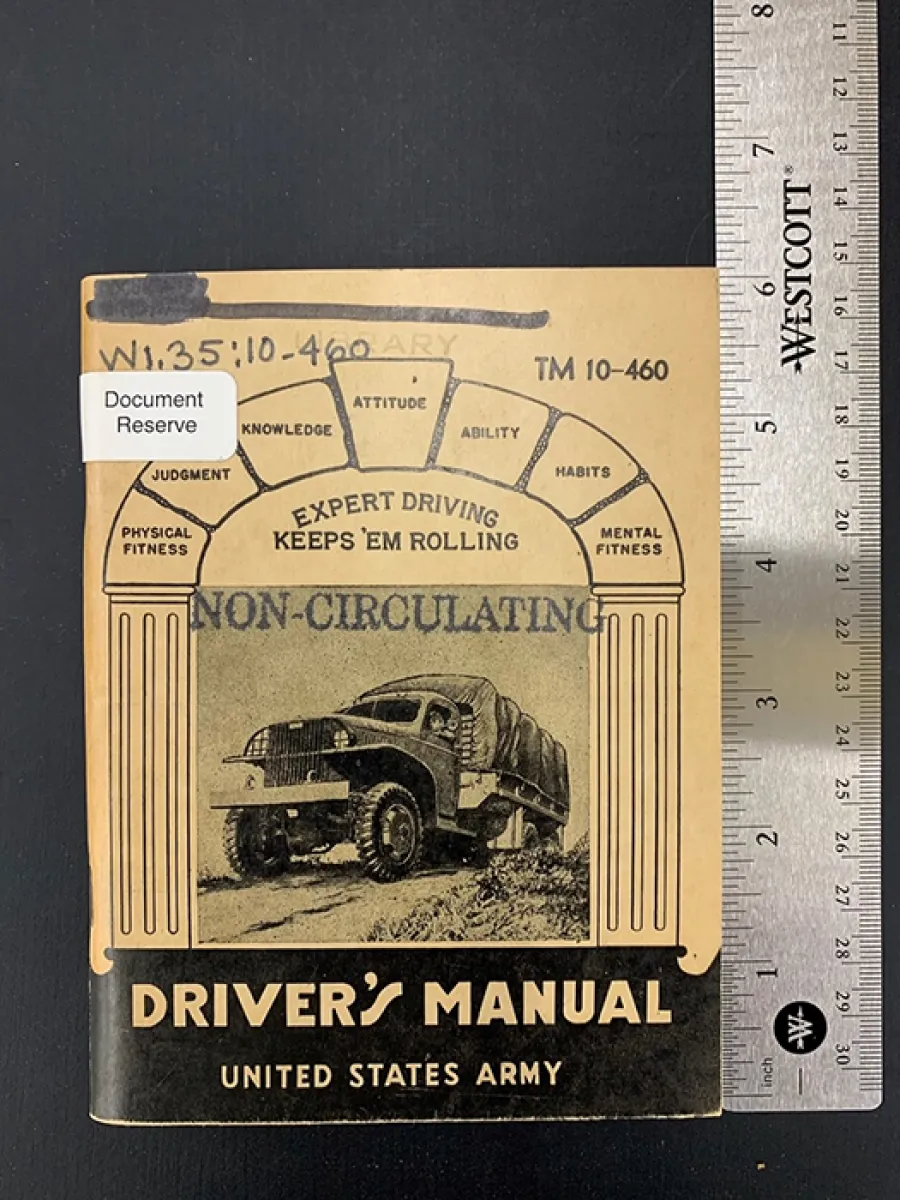 W1.35:10-460
LIBRARY
TM 10-460
Document
Reserve
ATTITUDE
KNOWLEDGE
ABILITY
JUDGMENT
HABITS
PHYSICAL
FITNESS
MENTAL
FITNESS
EXPERT DRIVING
KEEPS 'EM ROLLING
NON-CIRCULATING
DRIVER'S MANUAL
UNITED STATES ARMY
WESTCOTT®
8
7
6
5
4
3
2
1
inch
W
11
12
13
14
15
16
17
18
19
20
21
22
23
24
25
26
27
28
29
30